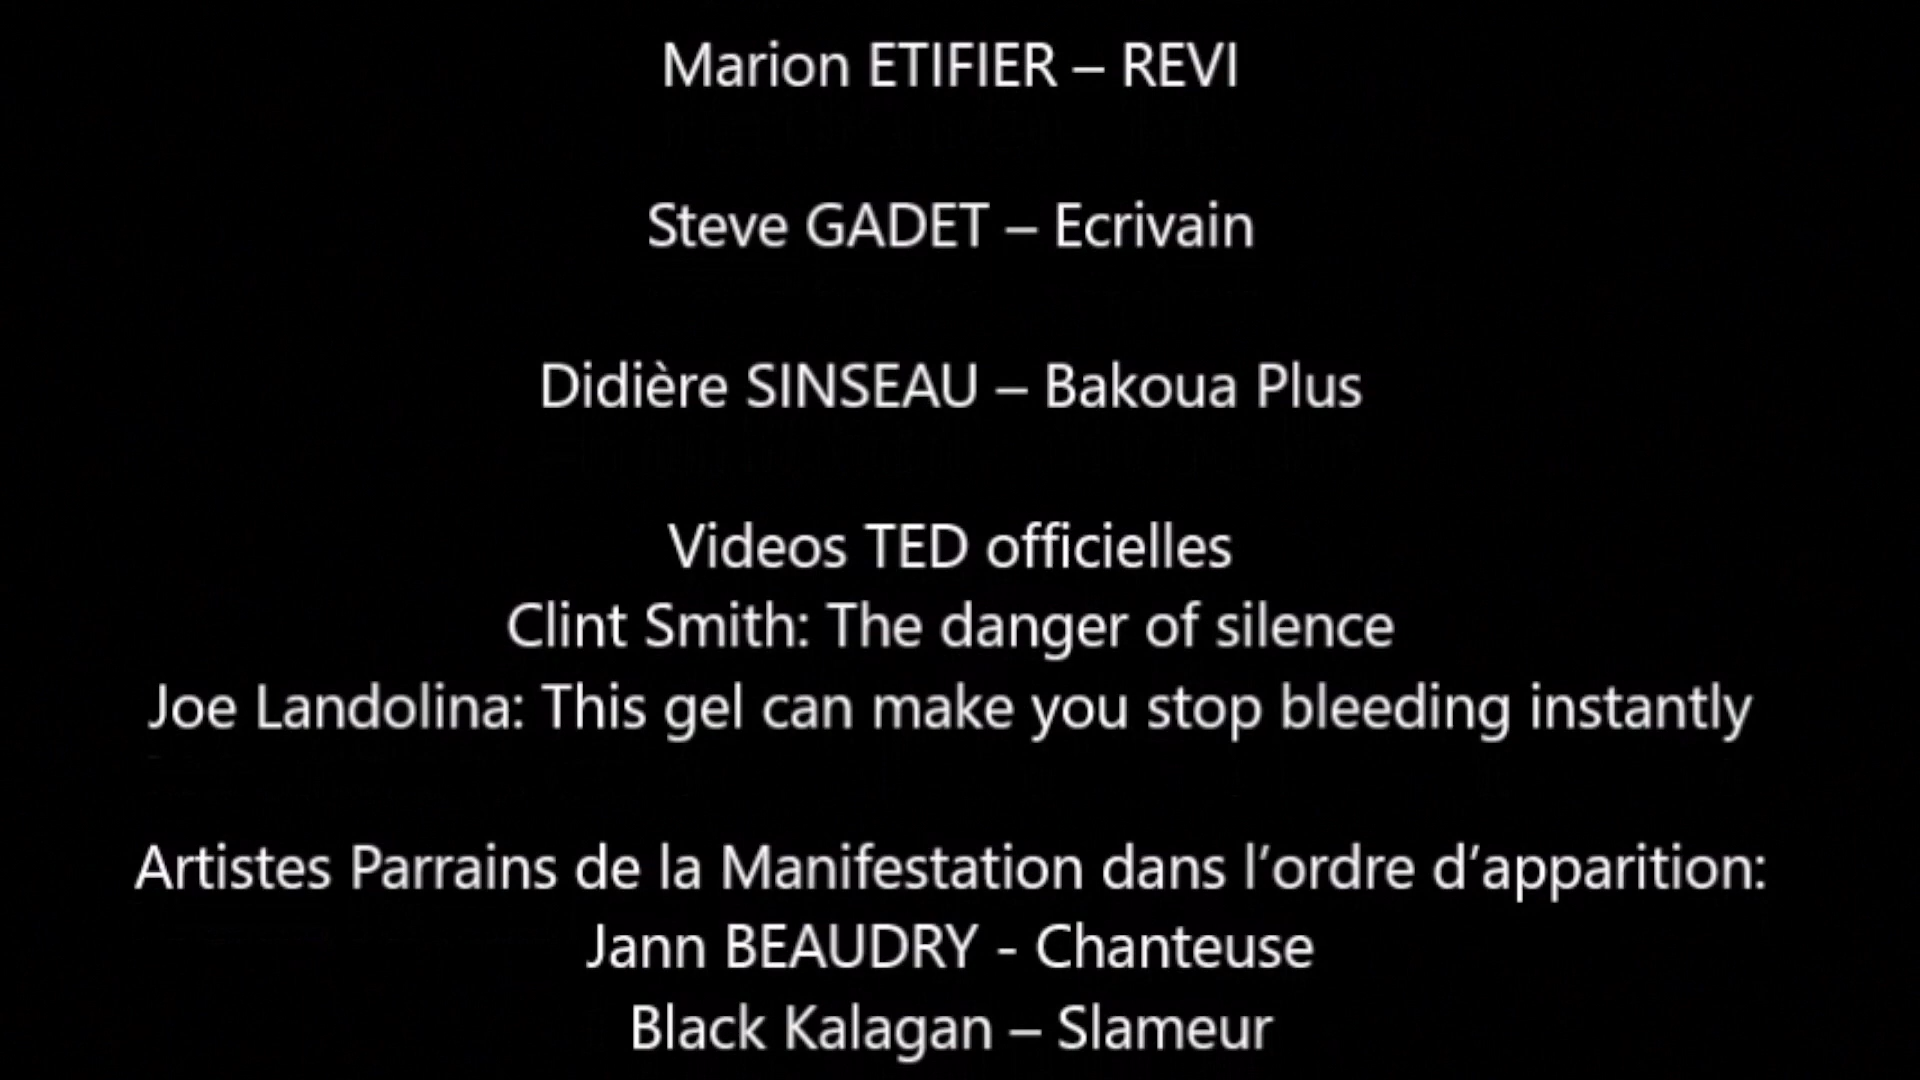 Marion ETIFIER – REVI
Steve GADET – Ecrivain
Didière SINSEAU – Bakoua Plus
Videos TED officielles
Clint Smith: The danger of silence
Joe Landolina: This gel can make you stop bleeding instantly
Artistes Parrains de la Manifestation dans l’ordre d’apparition:
Jann BEAUDRY - Chanteuse
Black Kalagan – Slameur